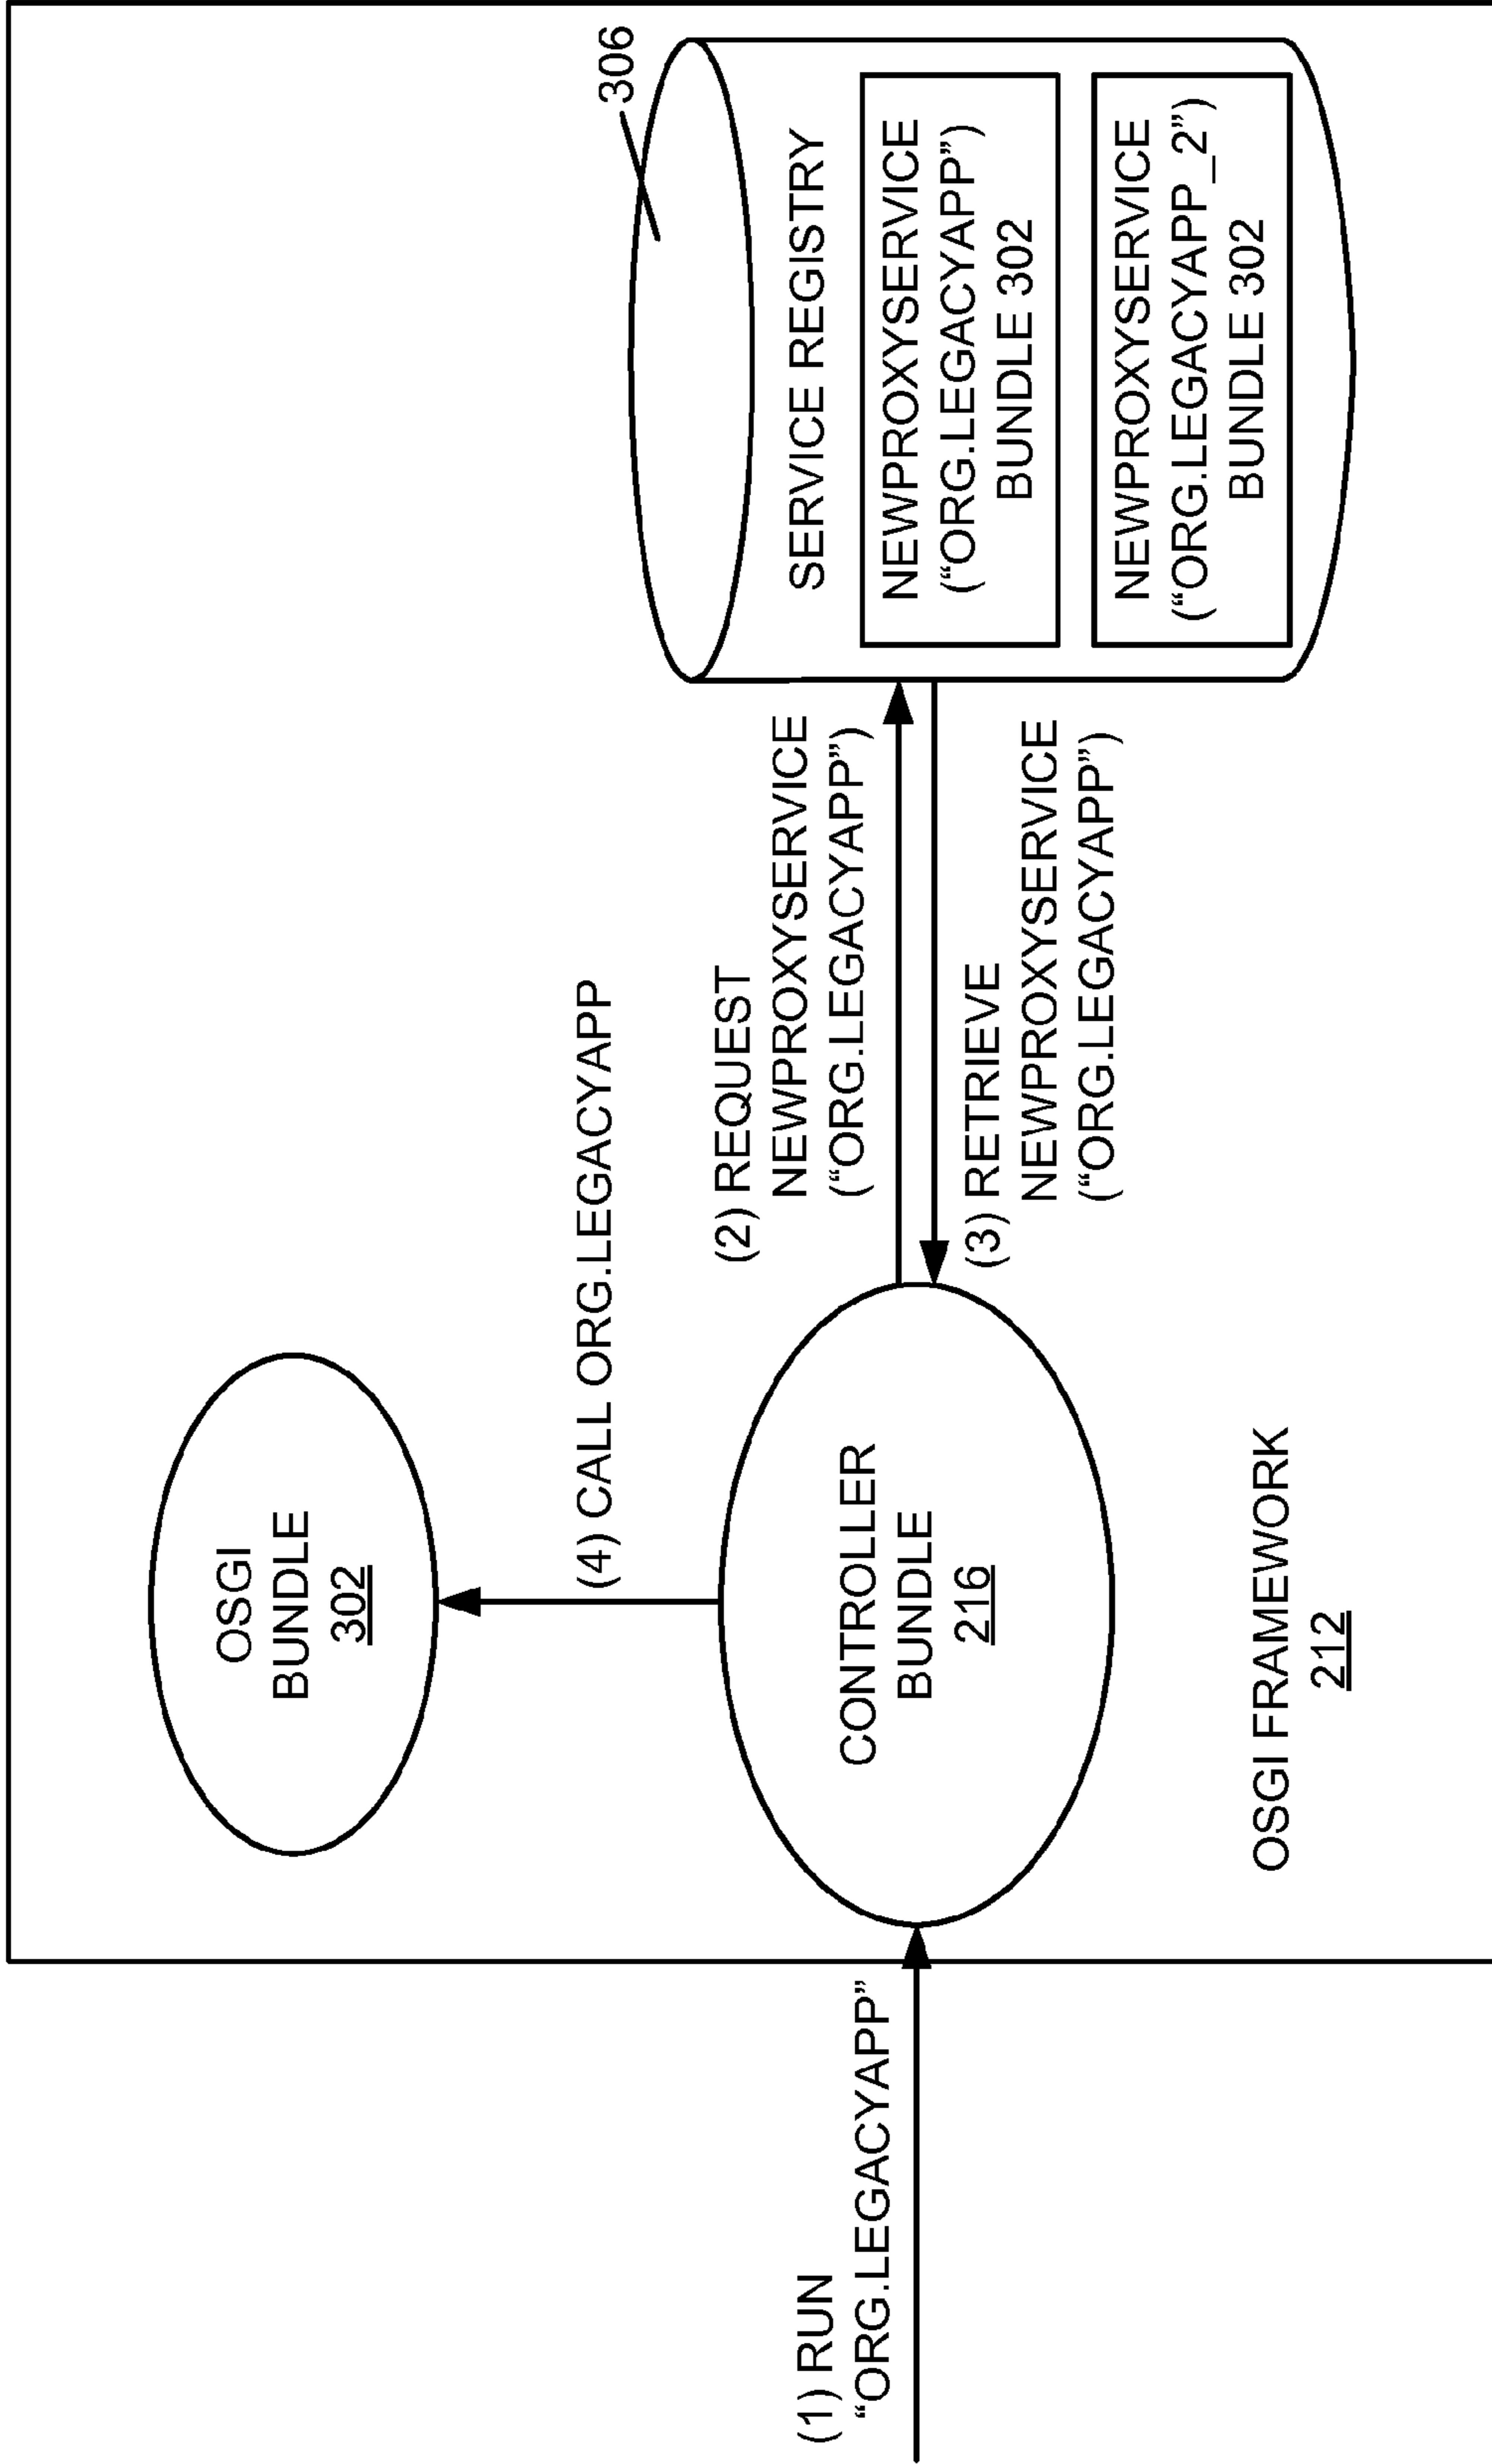 (1) RUN
“ORG.LEGACYAPP”
OSGI
BUNDLE
302
(4) CALL ORG.LEGACYAPP
CONTROLLER
BUNDLE
216
(2) REQUEST
NEWPROXYSERVICE
(“ORG.LEGACYAPP”)
(3) RETRIEVE
NEWPROXYSERVICE
(“ORG.LEGACYAPP”)
306
SERVICE REGISTRY
NEWPROXYSERVICE
(“ORG.LEGACYAPP”)
BUNDLE 302
NEWPROXYSERVICE
(“ORG.LEGACYAPP_2”)
BUNDLE 302
OSGI FRAMEWORK
212